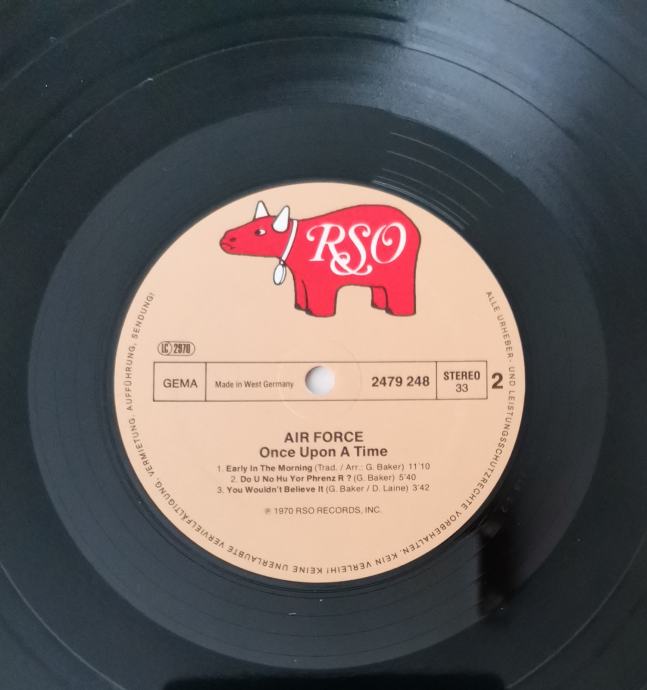 RSO
LC 2970
GEMA
Made in West Germany
2479 248
STEREO
33
2
AIR FORCE
Once Upon A Time
1. Early In The Morning (Trad. / Arr.: G. Baker) 11'10
2. Do U No Hu Yor Phrenz R ? (G. Baker) 5'40
3. You Wouldn't Believe It (G. Baker / D. Laine) 3'42
℗ 1970 RSO RECORDS, INC.
ALLE URHEBER- UND LEISTUNGSSCHUTZRECHTE VORBEHALTEN. KEIN VERLEIH! KEINE UNERLAUBTE VERVIELFÄLTIGUNG, VERMIETUNG, AUFFÜHRUNG, SENDUNG!